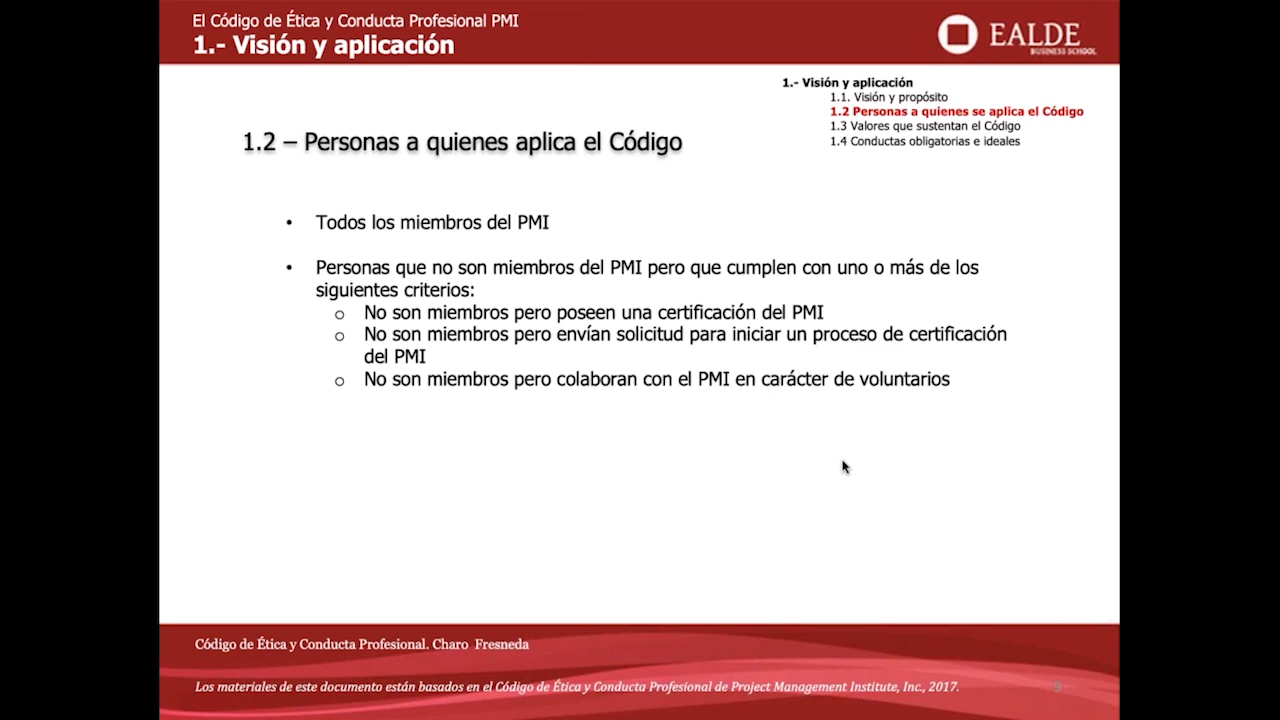 El Código de Ética y Conducta Profesional PMI
1.- Visión y aplicación
EALDE
BUSINESS SCHOOL
1.- Visión y aplicación
1.1. Visión y propósito
1.2 Personas a quienes se aplica el Código
1.3 Valores que sustentan el Código
1.4 Conductas obligatorias e ideales
1.2 – Personas a quienes aplica el Código
• Todos los miembros del PMI
• Personas que no son miembros del PMI pero que cumplen con uno o más de los
siguientes criterios:
o No son miembros pero poseen una certificación del PMI
o No son miembros pero envían solicitud para iniciar un proceso de certificación
del PMI
o No son miembros pero colaboran con el PMI en carácter de voluntarios
Código de Ética y Conducta Profesional. Charo Fresneda
Los materiales de este documento están basados en el Código de Ética y Conducta Profesional de Project Management Institute, Inc., 2017.
9